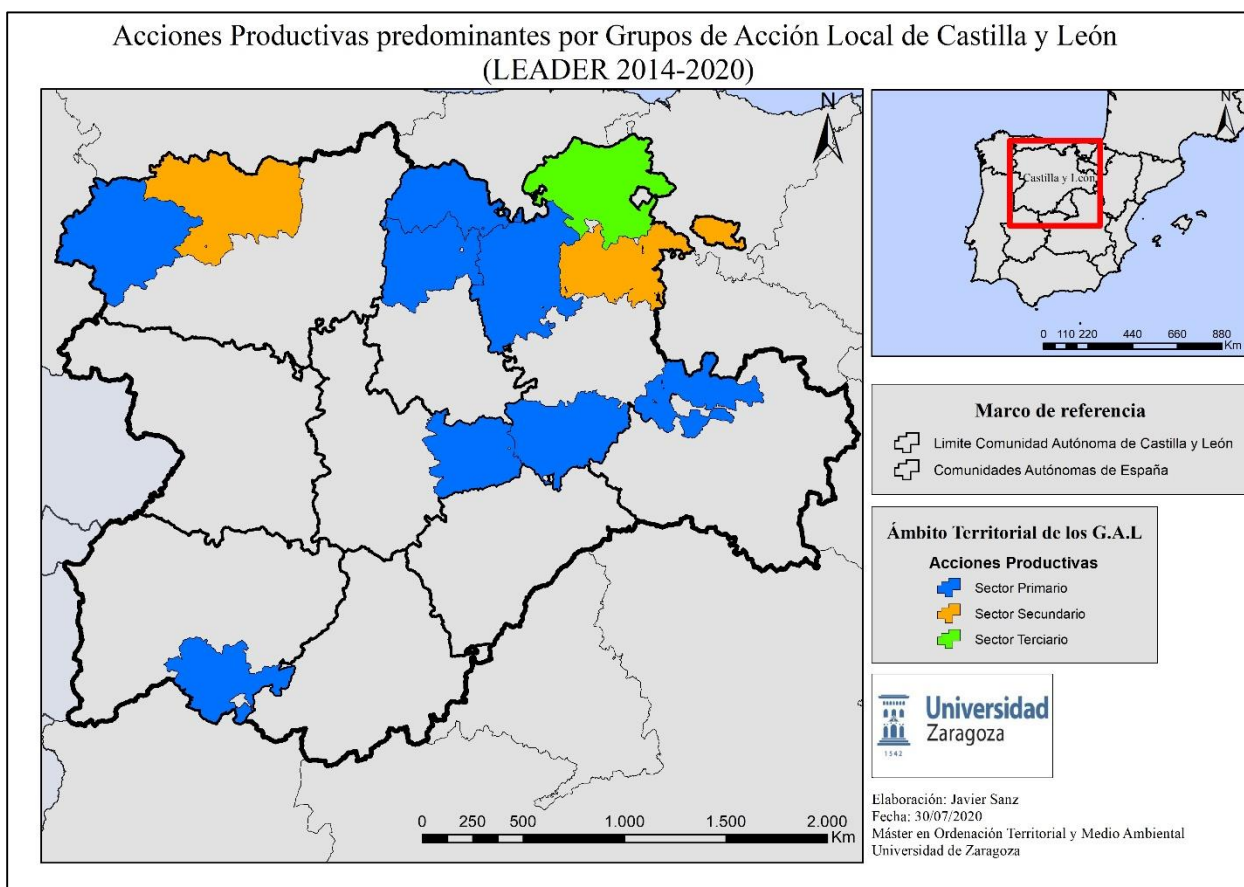 Acciones Productivas predominantes por Grupos de Acción Local de Castilla y León
(LEADER 2014-2020)
N
0 250 500 1.000 1.500 2.000
Km
N
Castilla y León
0 110 220 440 660 880
Km
Marco de referencia
Limite Comunidad Autónoma de Castilla y León
Comunidades Autónomas de España
Ámbito Territorial de los G.A.L
Acciones Productivas
Sector Primario
Sector Secundario
Sector Terciario
Universidad
Zaragoza
1542
Elaboración: Javier Sanz
Fecha: 30/07/2020
Máster en Ordenación Territorial y Medio Ambiental
Universidad de Zaragoza